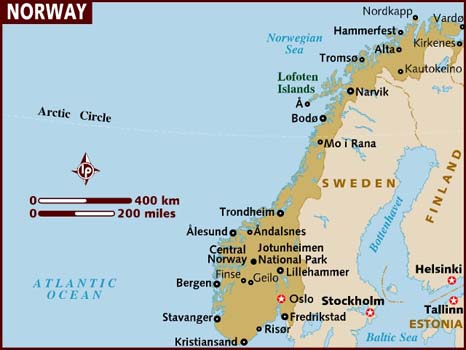 NORWAY
Nordkapp
Vardø
Hammerfest
Kirkenes
Norwegian
Sea
Alta
Tromsø
Kautokeino
Lofoten
Islands
Narvik
Å
Arctic Circle
Bodø
Mo i Rana
LP
SWEDEN
FINLAND
0 400 km
0 200 miles
Trondheim
Bottenhavet
Ålesund
Åndalsnes
Central
Norway
Jotunheimen
National Park
Lillehammer
Finse
Geilo
ATLANTIC
OCEAN
Bergen
Helsinki
Oslo
Stockholm
Tallinn
Stavanger
Fredrikstad
ESTONIA
Risør
Baltic Sea
Kristiansand